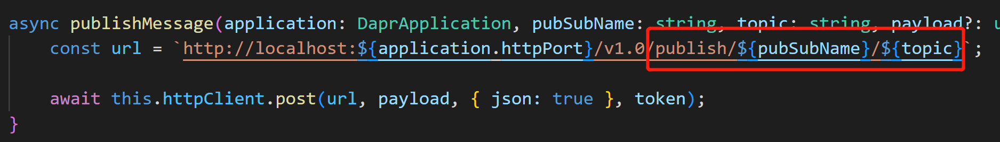 async publishMessage(application: DaprApplication, pubSubName: string, topic: string, payload?: u
const url = `http://localhost:${application.httpPort}/v1.0/publish/${pubSubName}/${topic}`;
await this.httpClient.post(url, payload, { json: true }, token);
}